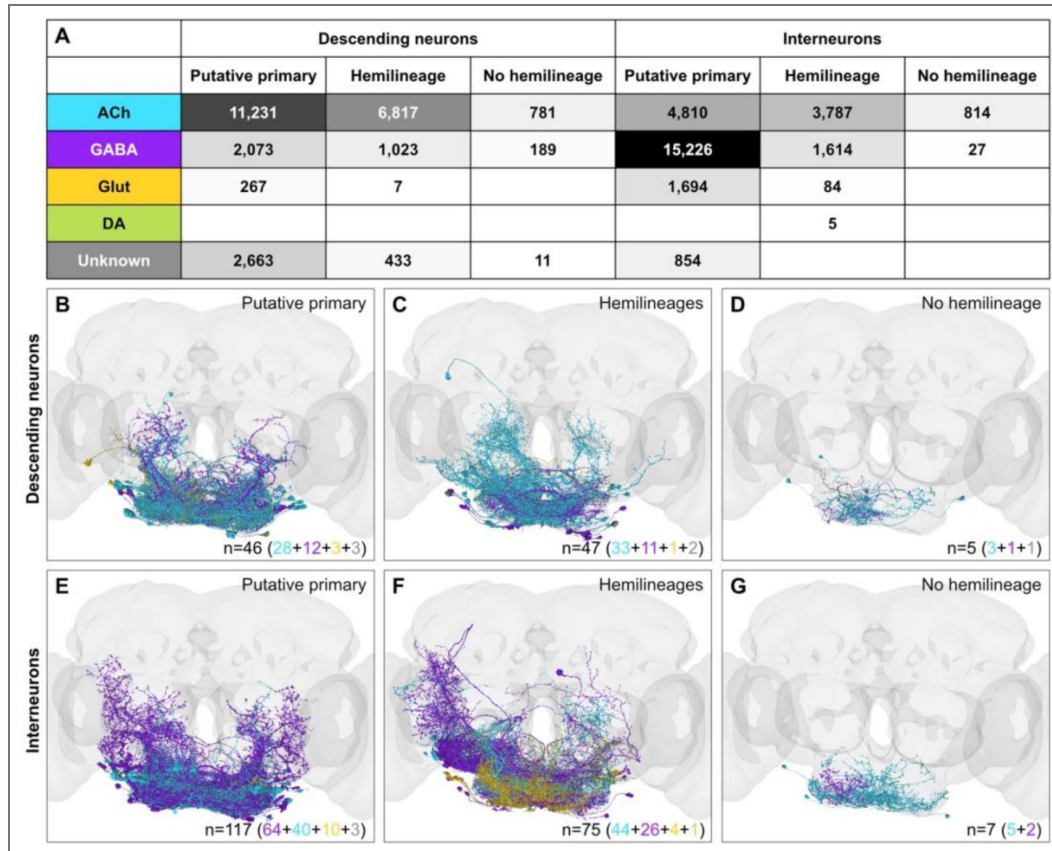 A Descending neurons Interneurons
Putative primary Hemilineage No hemilineage Putative primary Hemilineage No hemilineage
ACh 11,231 6,817 781 4,810 3,787 814
GABA 2,073 1,023 189 15,226 1,614 27
Glut 267 7 1,694 84
DA 5
Unknown 2,663 433 11 854
Descending neurons
B Putative primary
n=46 (28+12+3+3)
C Hemilineages
n=47 (33+11+1+2)
D No hemilineage
n=5 (3+1+1)
Interneurons
E Putative primary
n=117 (64+40+10+3)
F Hemilineages
n=75 (44+26+4+1)
G No hemilineage
n=7 (5+2)